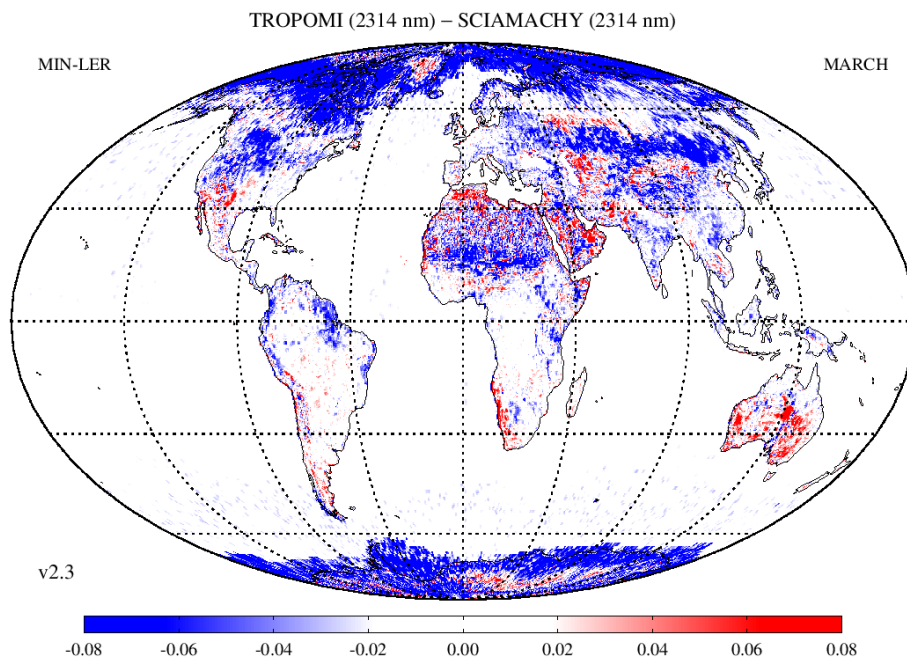 TROPOMI (2314 nm) – SCIAMACHY (2314 nm)
MIN-LER
MARCH
v2.3
-0.08 -0.06 -0.04 -0.02 0.00 0.02 0.04 0.06 0.08